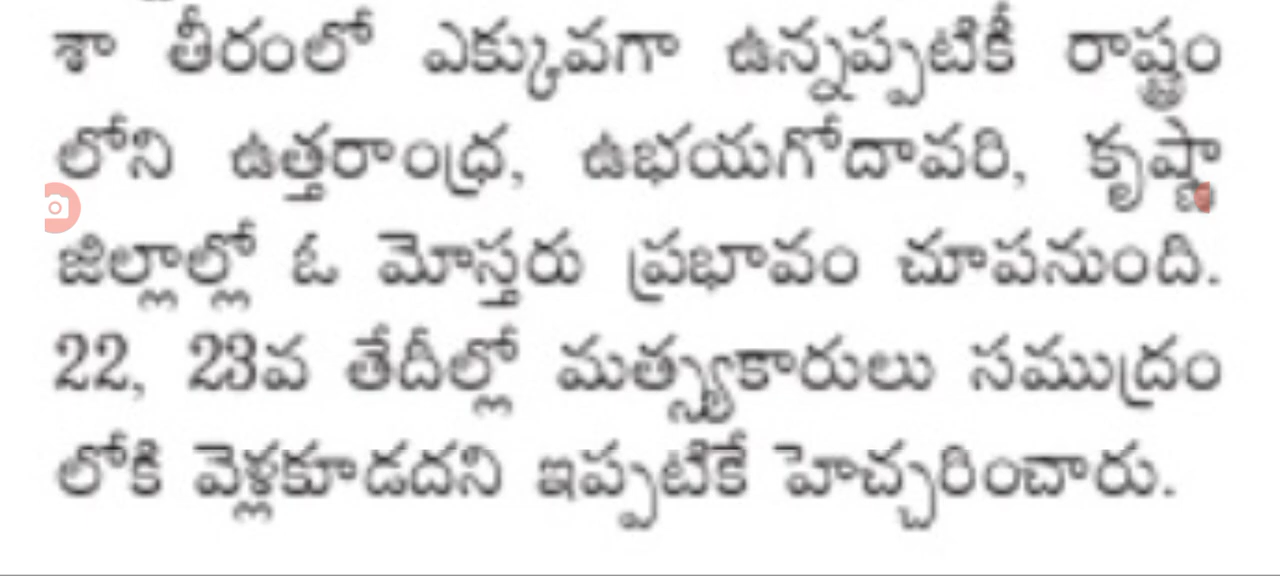 శా తీరంలో ఎక్కువగా ఉన్నప్పటికీ రాష్ట్రం
లోని ఉత్తరాంధ్ర, ఉభయగోదావరి, కృష్ణా
జిల్లాల్లో ఓ మోస్తరు ప్రభావం చూపనుంది.
22, 23వ తేదీల్లో మత్స్యకారులు సముద్రం
లోకి వెళ్లకూడదని ఇప్పటికే హెచ్చరించారు.